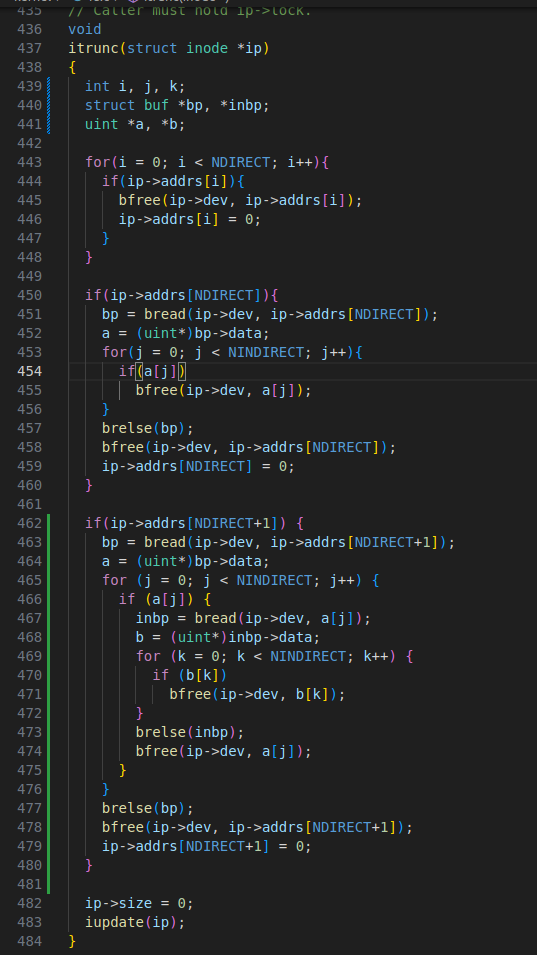 435 // Caller must hold ip->lock.
436 void
437 itrunc(struct inode *ip)
438 {
439   int i, j, k;
440   struct buf *bp, *inbp;
441   uint *a, *b;
442
443   for(i = 0; i < NDIRECT; i++){
444     if(ip->addrs[i]){
445       bfree(ip->dev, ip->addrs[i]);
446       ip->addrs[i] = 0;
447     }
448   }
449
450   if(ip->addrs[NDIRECT]){
451     bp = bread(ip->dev, ip->addrs[NDIRECT]);
452     a = (uint*)bp->data;
453     for(j = 0; j < NINDIRECT; j++){
454       if(a[j])
455         bfree(ip->dev, a[j]);
456     }
457     brelse(bp);
458     bfree(ip->dev, ip->addrs[NDIRECT]);
459     ip->addrs[NDIRECT] = 0;
460   }
461
462   if(ip->addrs[NDIRECT+1]) {
463     bp = bread(ip->dev, ip->addrs[NDIRECT+1]);
464     a = (uint*)bp->data;
465     for (j = 0; j < NINDIRECT; j++) {
466       if (a[j]) {
467         inbp = bread(ip->dev, a[j]);
468         b = (uint*)inbp->data;
469         for (k = 0; k < NINDIRECT; k++) {
470           if (b[k])
471             bfree(ip->dev, b[k]);
472         }
473         brelse(inbp);
474         bfree(ip->dev, a[j]);
475       }
476     }
477     brelse(bp);
478     bfree(ip->dev, ip->addrs[NDIRECT+1]);
479     ip->addrs[NDIRECT+1] = 0;
480   }
481
482   ip->size = 0;
483   iupdate(ip);
484 }